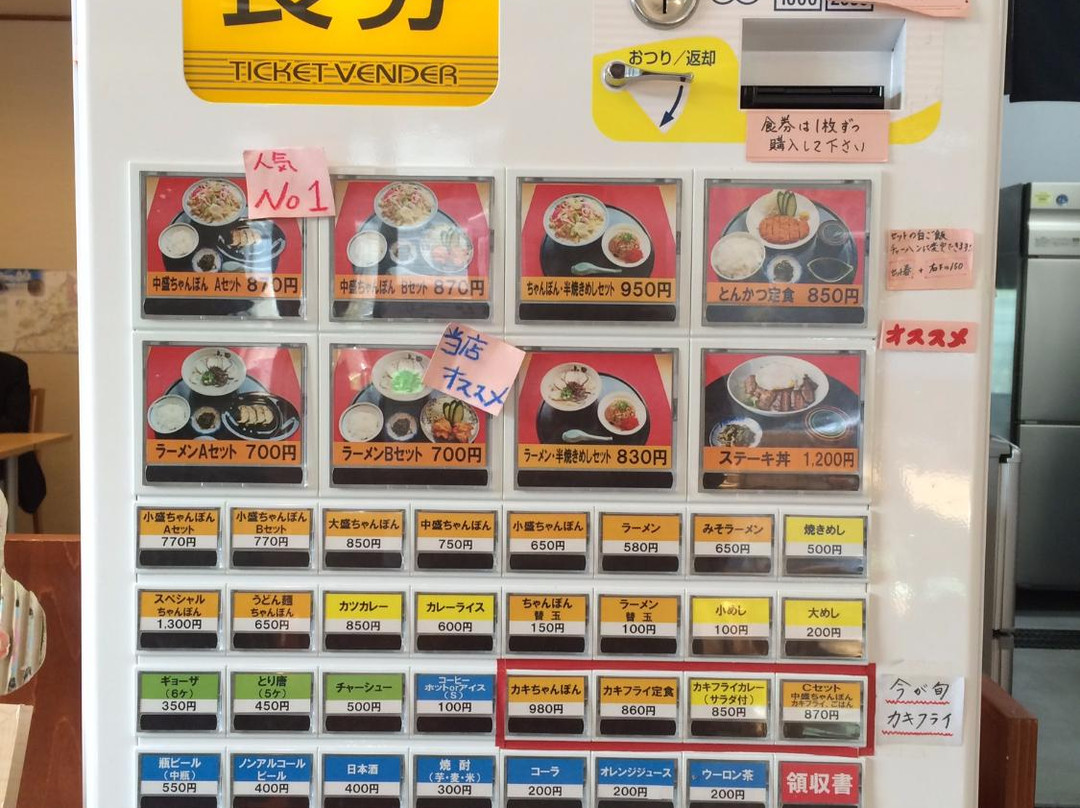 食券
TICKET VENDER
おつり／返却
食券は1枚ずつ
購入して下さい
人気
No1
中盛ちゃんぽん Aセット 870円
中盛ちゃんぽん Bセット 870円
ちゃんぽん・半焼きめしセット 950円
とんかつ定食 850円
セットの白ご飯
オススメ
当店
オススメ
ラーメンAセット 700円
ラーメンBセット 700円
ラーメン・半焼きめしセット 830円
ステーキ丼 1,200円
小盛ちゃんぽん
Aセット
770円
小盛ちゃんぽん
Bセット
770円
大盛ちゃんぽん
850円
中盛ちゃんぽん
750円
小盛ちゃんぽん
650円
ラーメン
580円
みそラーメン
650円
焼きめし
500円
スペシャル
ちゃんぽん
1,300円
うどん麺
ちゃんぽん
650円
カツカレー
850円
カレーライス
600円
ちゃんぽん
替玉
150円
ラーメン
替玉
100円
小めし
100円
大めし
200円
ギョーザ
(6ケ)
350円
とり唐
(5ケ)
450円
チャーシュー
500円
コーヒー
ホットorアイス
(S)
100円
カキちゃんぽん
980円
カキフライ定食
860円
カキフライカレー
(サラダ付)
850円
Cセット
中盛ちゃんぽん
カキフライ、ごはん
870円
今が旬
カキフライ
瓶ビール
(中瓶)
550円
ノンアルコール
ビール
400円
日本酒
400円
焼酎
(芋・麦・米)
300円
コーラ
200円
オレンジジュース
200円
ウーロン茶
200円
領収書